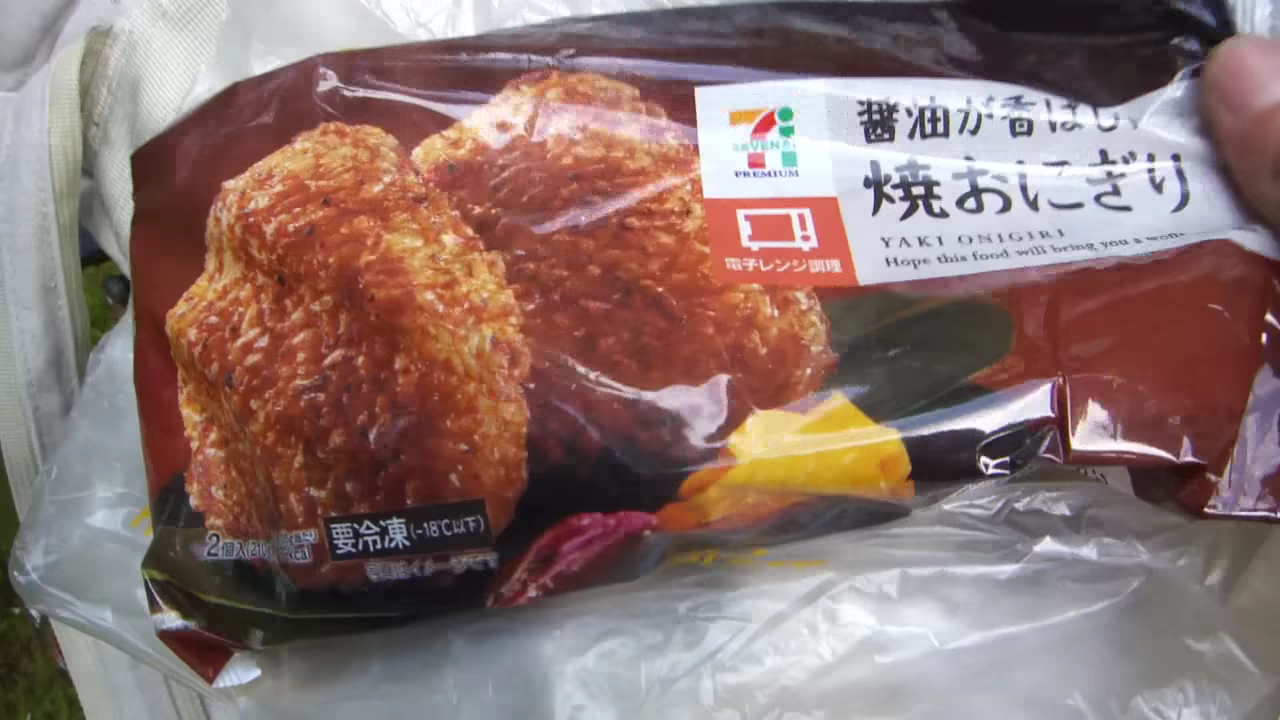 醤油が香ばし
焼おにぎり
YAKI ONIGIRI
Hope this food will bring you a
PREMIUM
電子レンジ調理
2個入(210
要冷凍(-18℃以下)